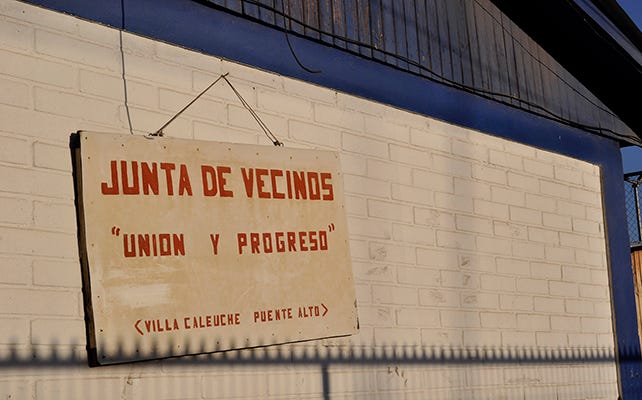 JUNTA DE VECINOS
"UNION Y PROGRESO"
<VILLA CALEUCHE PUENTE ALTO>